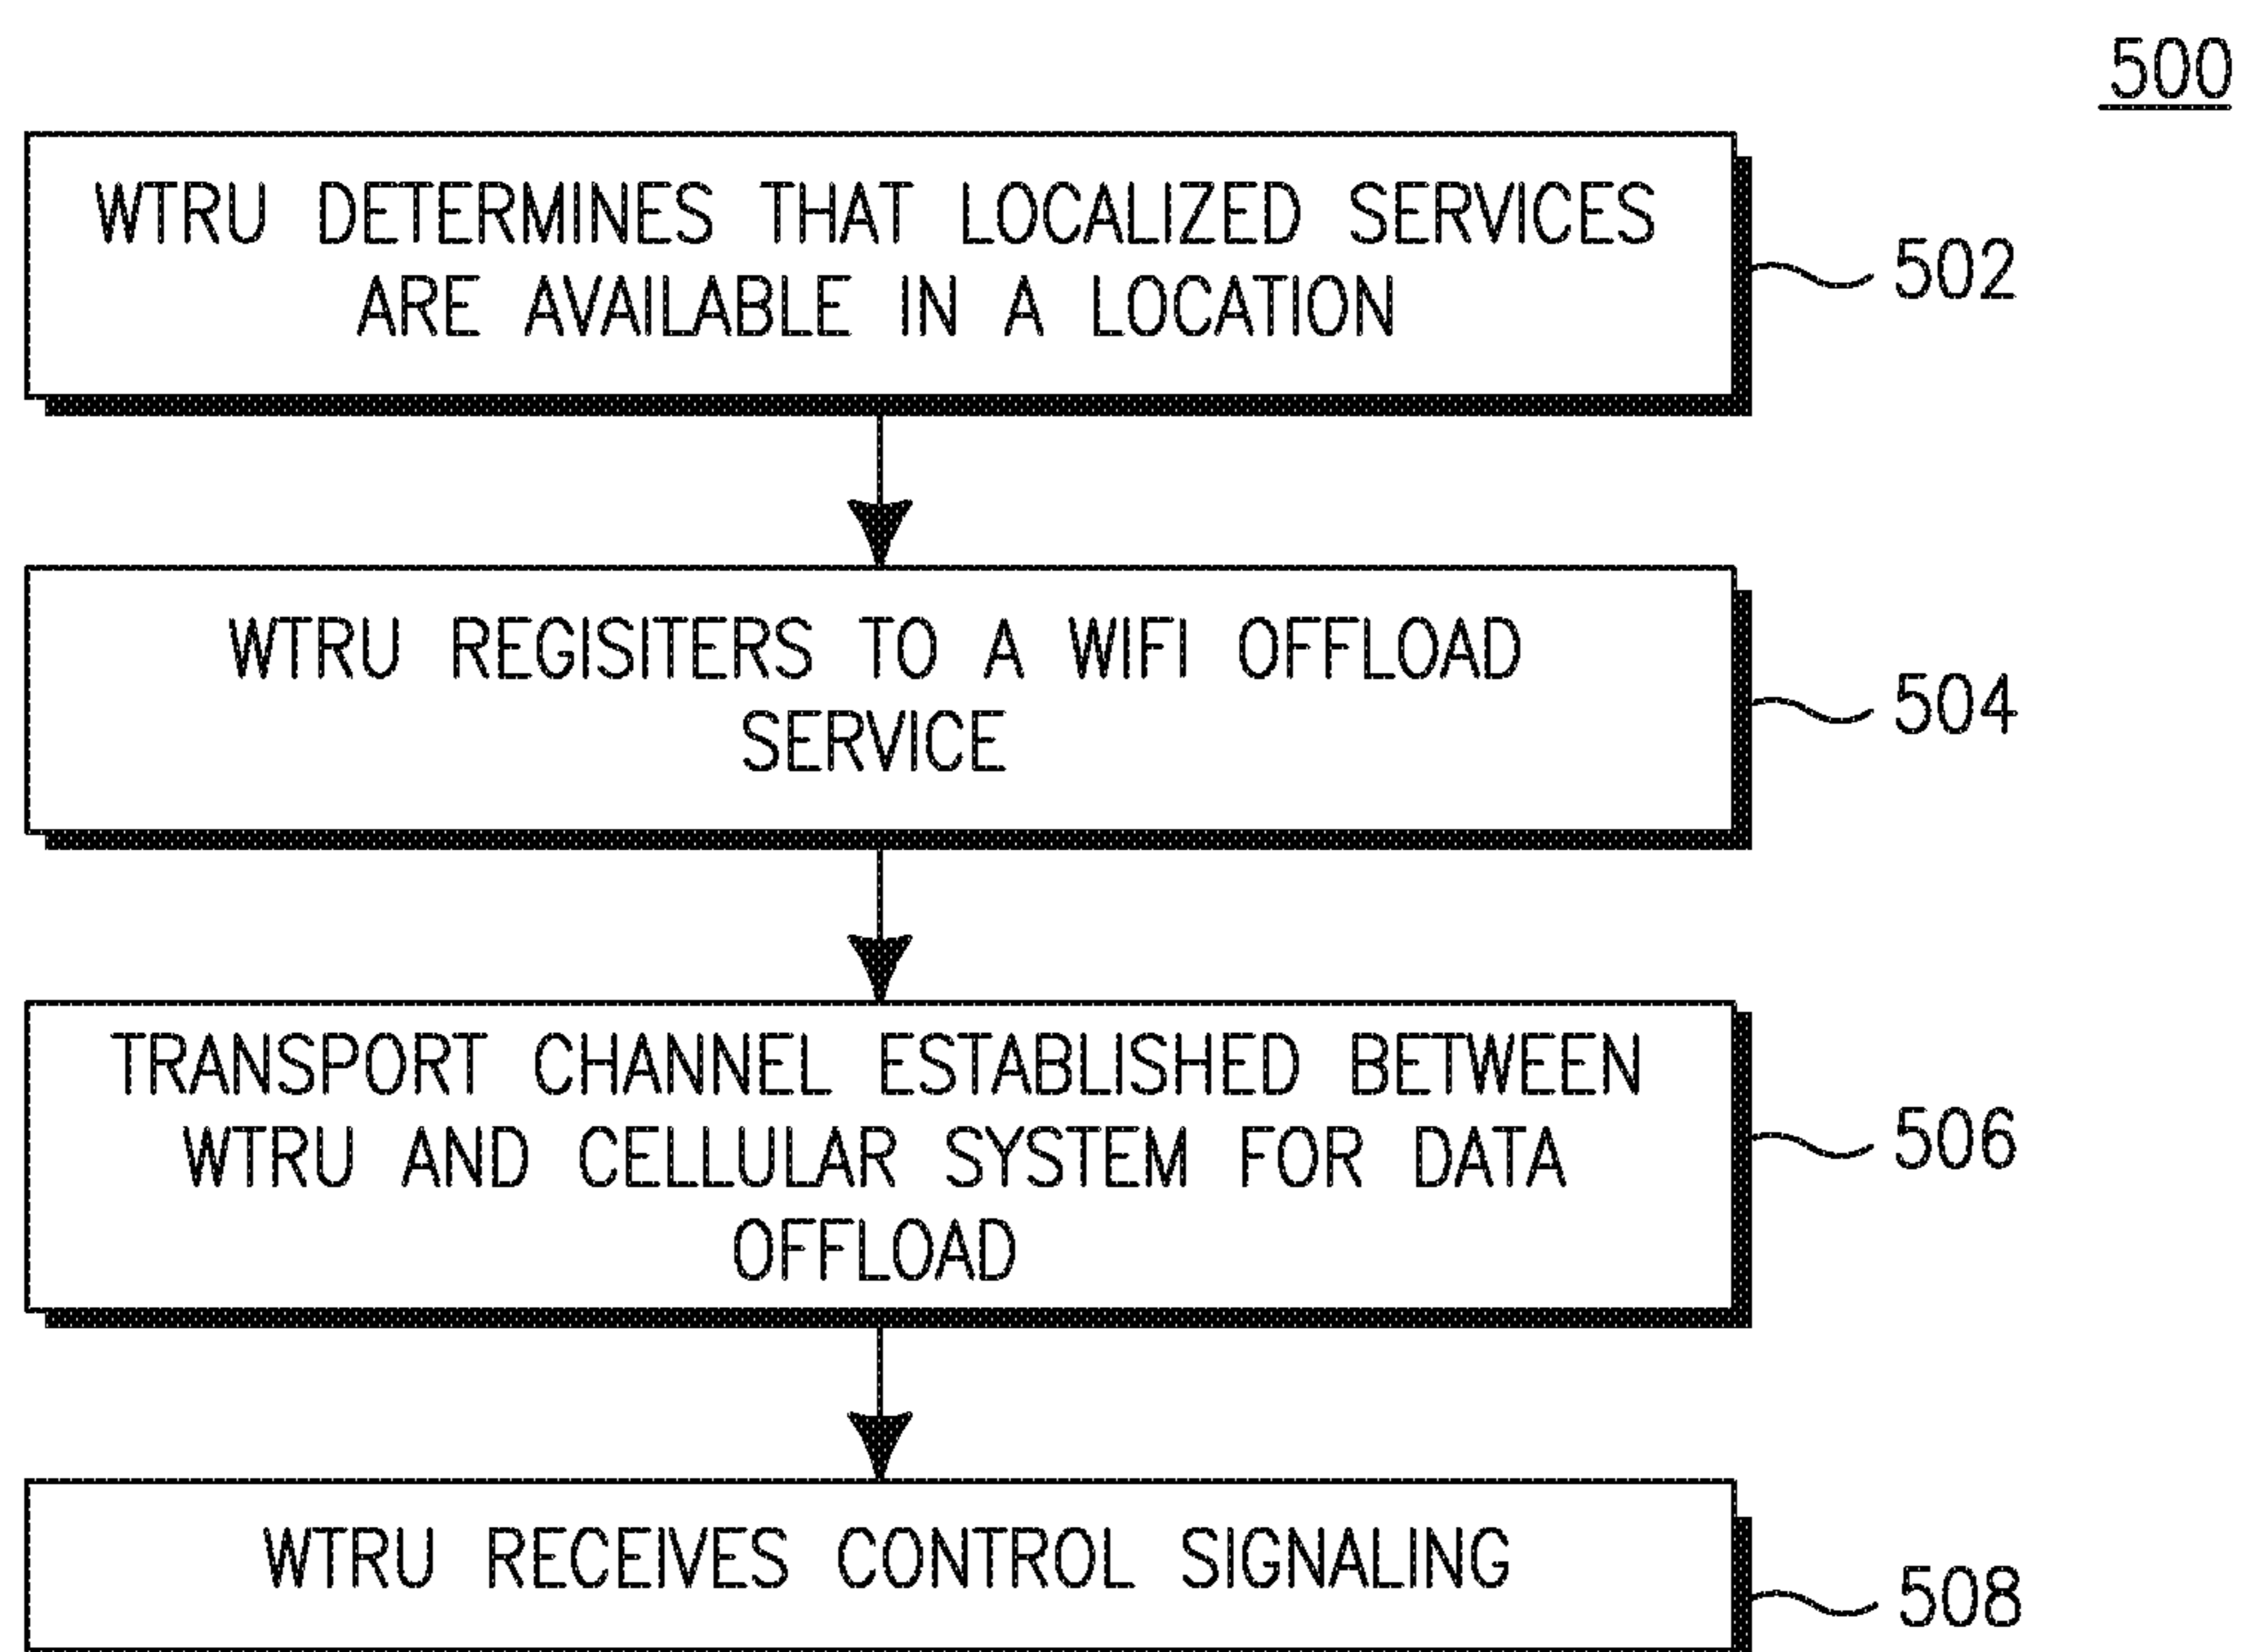 500
WTRU DETERMINES THAT LOCALIZED SERVICES
ARE AVAILABLE IN A LOCATION
502
WTRU REGISITERS TO A WIFI OFFLOAD
SERVICE
504
TRANSPORT CHANNEL ESTABLISHED BETWEEN
WTRU AND CELLULAR SYSTEM FOR DATA
OFFLOAD
506
WTRU RECEIVES CONTROL SIGNALING
508